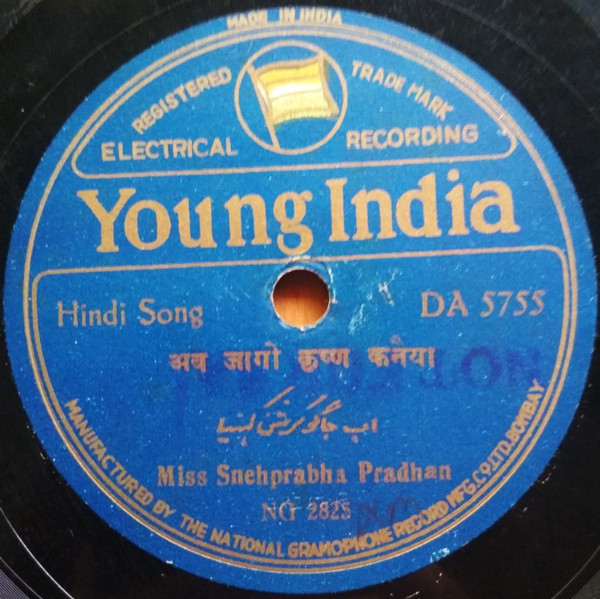 MADE IN INDIA
REGISTERED TRADE MARK
ELECTRICAL RECORDING
Young India
Hindi Song DA 5755
अब जागो कृष्ण कनैया
اب جاگو کرشن کنہیا
Miss Snehprabha Pradhan
NG 2825
MANUFACTURED BY THE NATIONAL GRAMOPHONE RECORD MFG.CO.LTD.BOMBAY